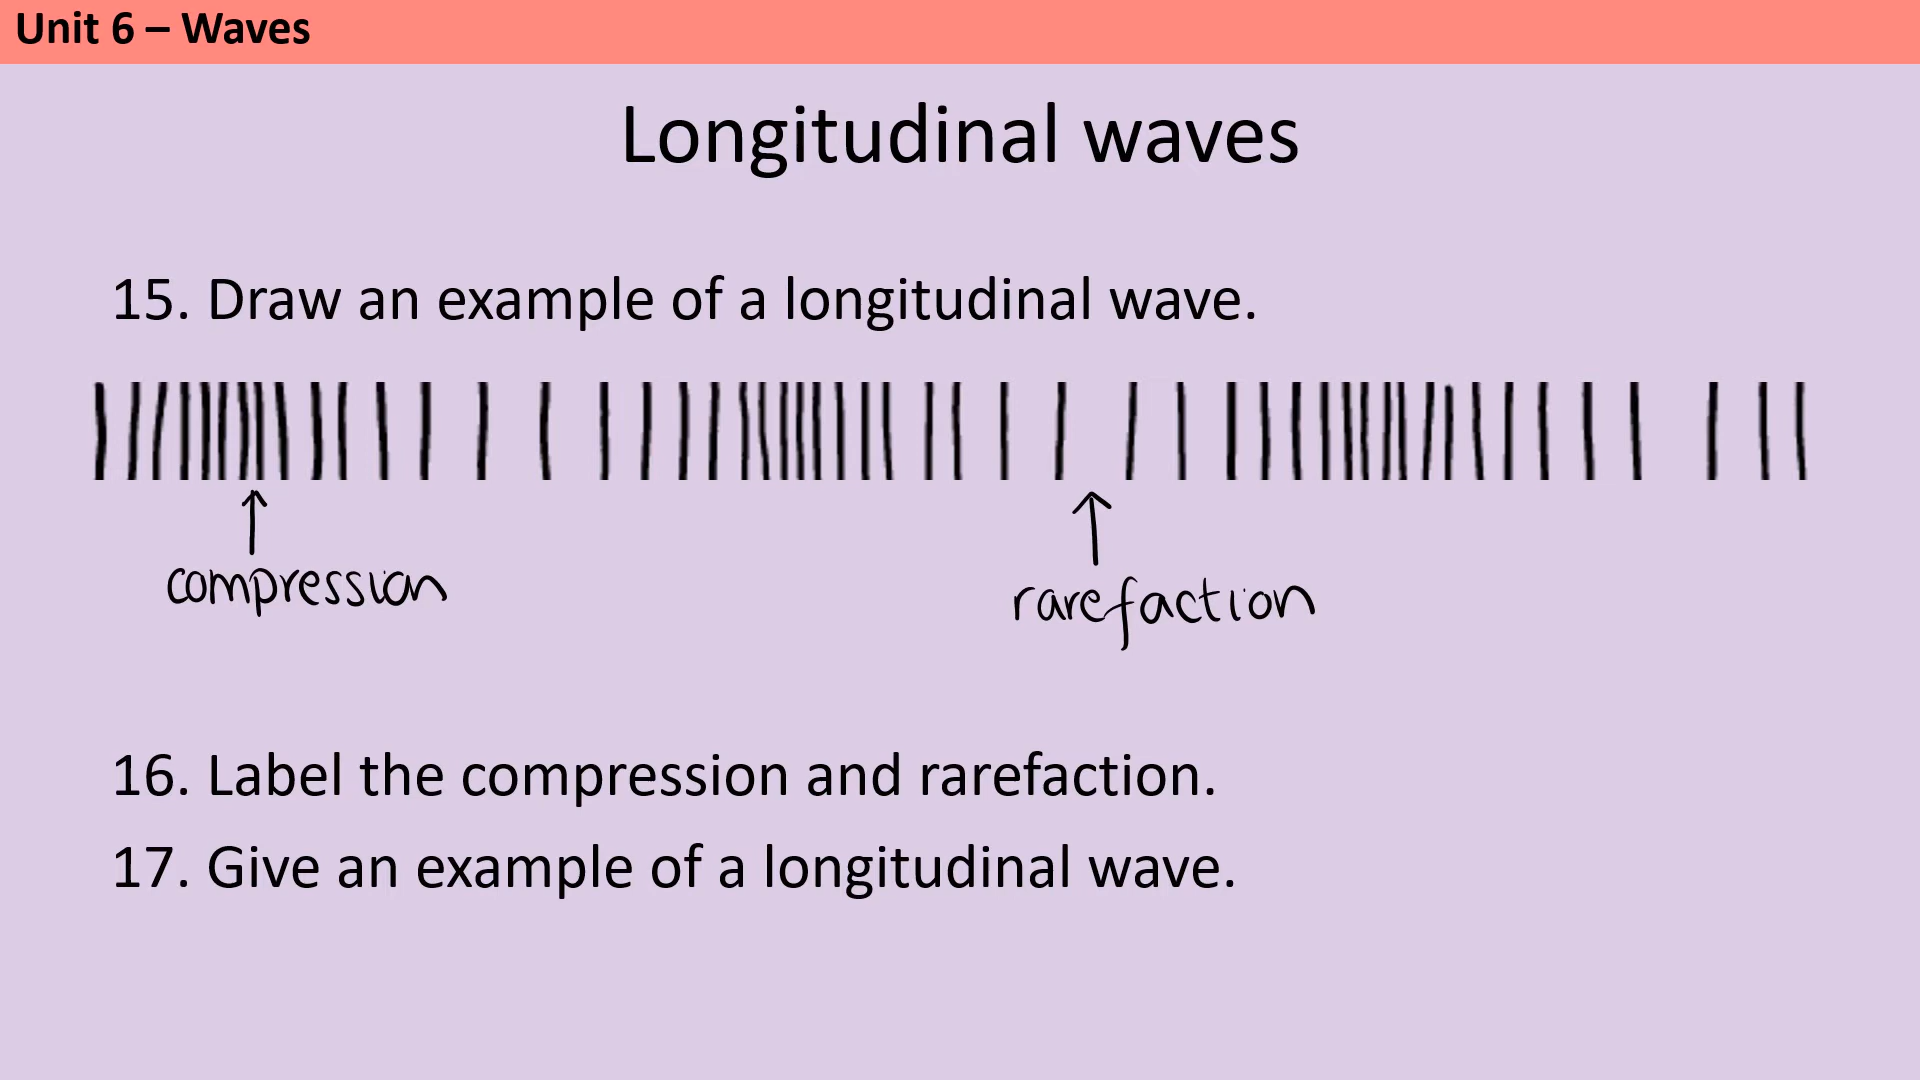 Unit 6 – Waves
Longitudinal waves
15. Draw an example of a longitudinal wave.
compression
rarefaction
16. Label the compression and rarefaction.
17. Give an example of a longitudinal wave.